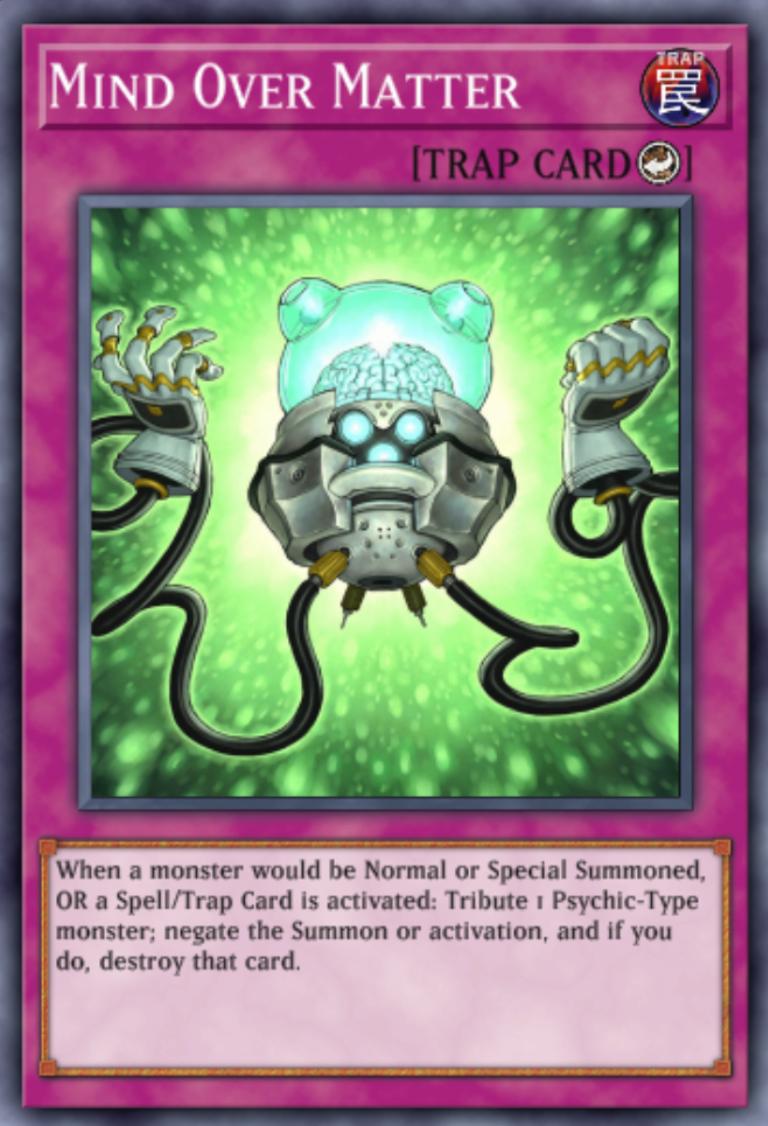 MIND OVER MATTER
TRAP
罠
[TRAP CARD]
When a monster would be Normal or Special Summoned,
OR a Spell/Trap Card is activated: Tribute 1 Psychic-Type
monster; negate the Summon or activation, and if you
do, destroy that card.